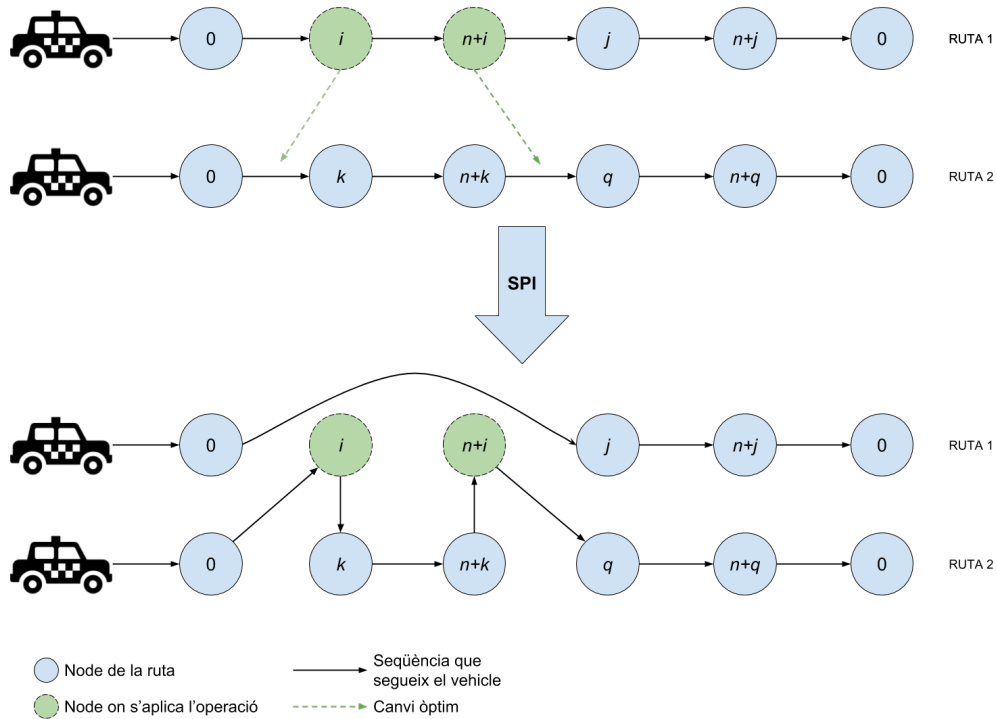 0 i n+i j n+j 0 RUTA 1
0 k n+k q n+q 0 RUTA 2
SPI
0 i n+i j n+j 0 RUTA 1
0 k n+k q n+q 0 RUTA 2
Node de la ruta
Seqüència que
segueix el vehicle
Node on s'aplica l'operació
Canvi òptim